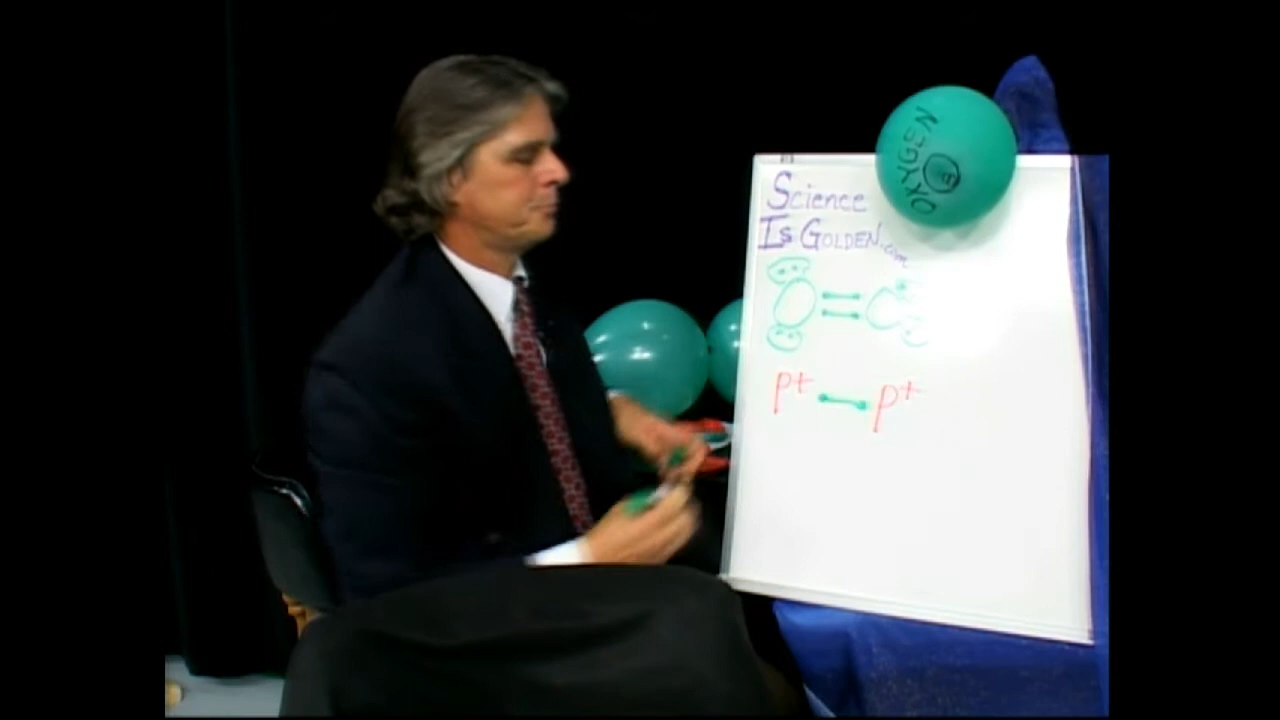 OXYGEN
Science
Is GOLDEN.com
O = O
p+ - p+